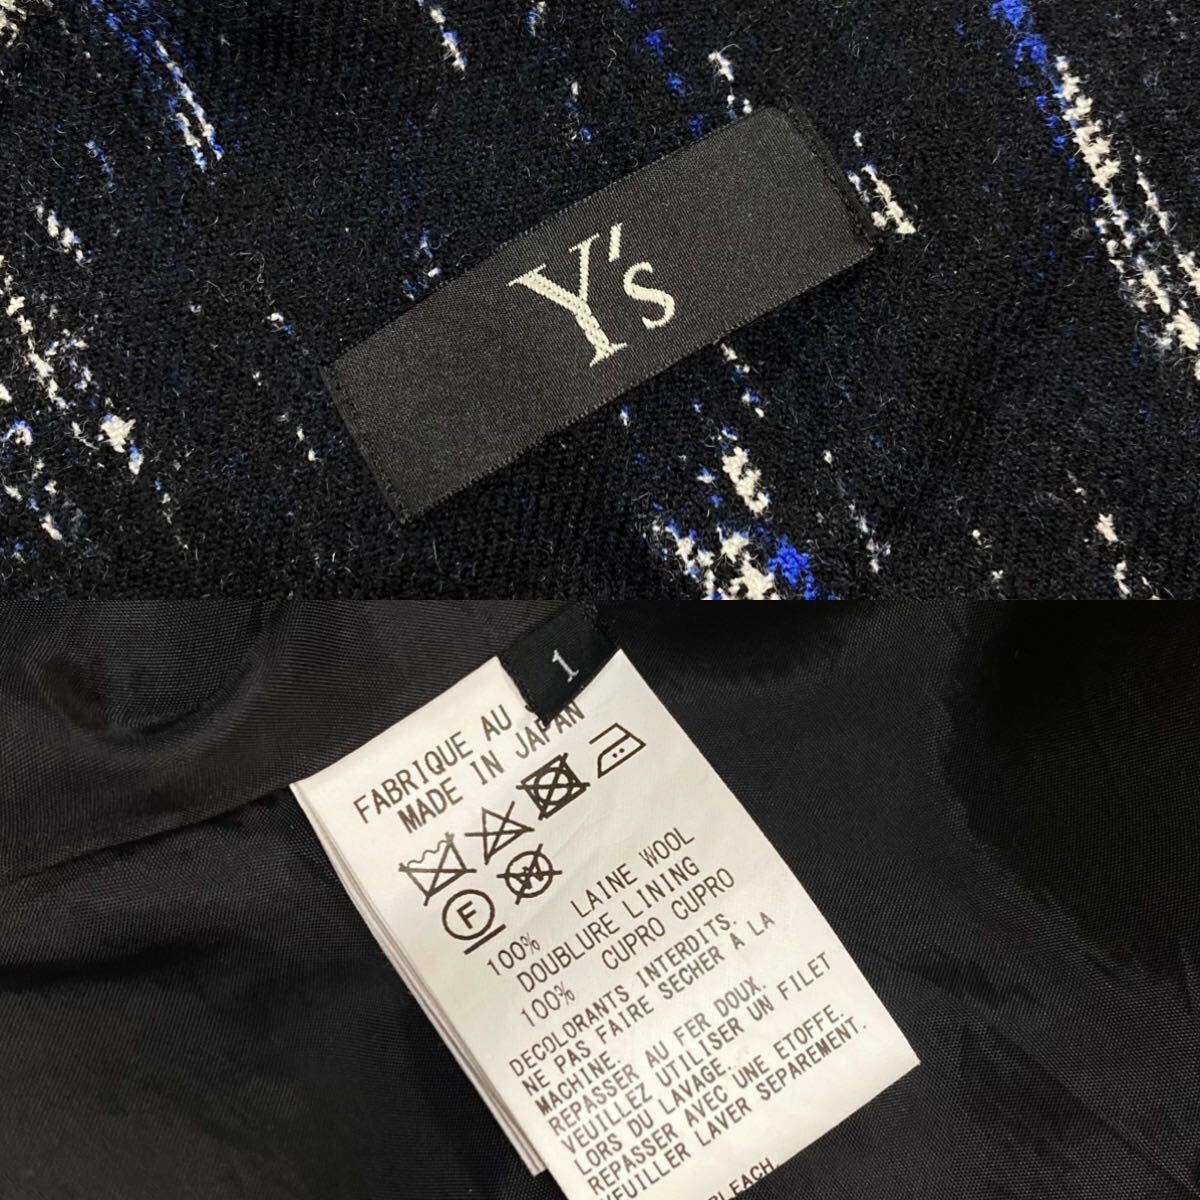 Y's
1
FABRIQUE AU
MADE IN JAPAN
F
W
100% LAINE WOOL
DOUBLURE LINING
100% CUPRO CUPRO
DECOLORANTS INTERDITS.
NE PAS FAIRE SECHER A LA
MACHINE.
REPASSER AU FER DOUX.
VEUILLEZ UTILISER UN FILET
LORS DU LAVAGE.
REPASSER AVEC UNE ETOFFE.
VEUILLER LAVER SEPAREMENT.
BLEACH.